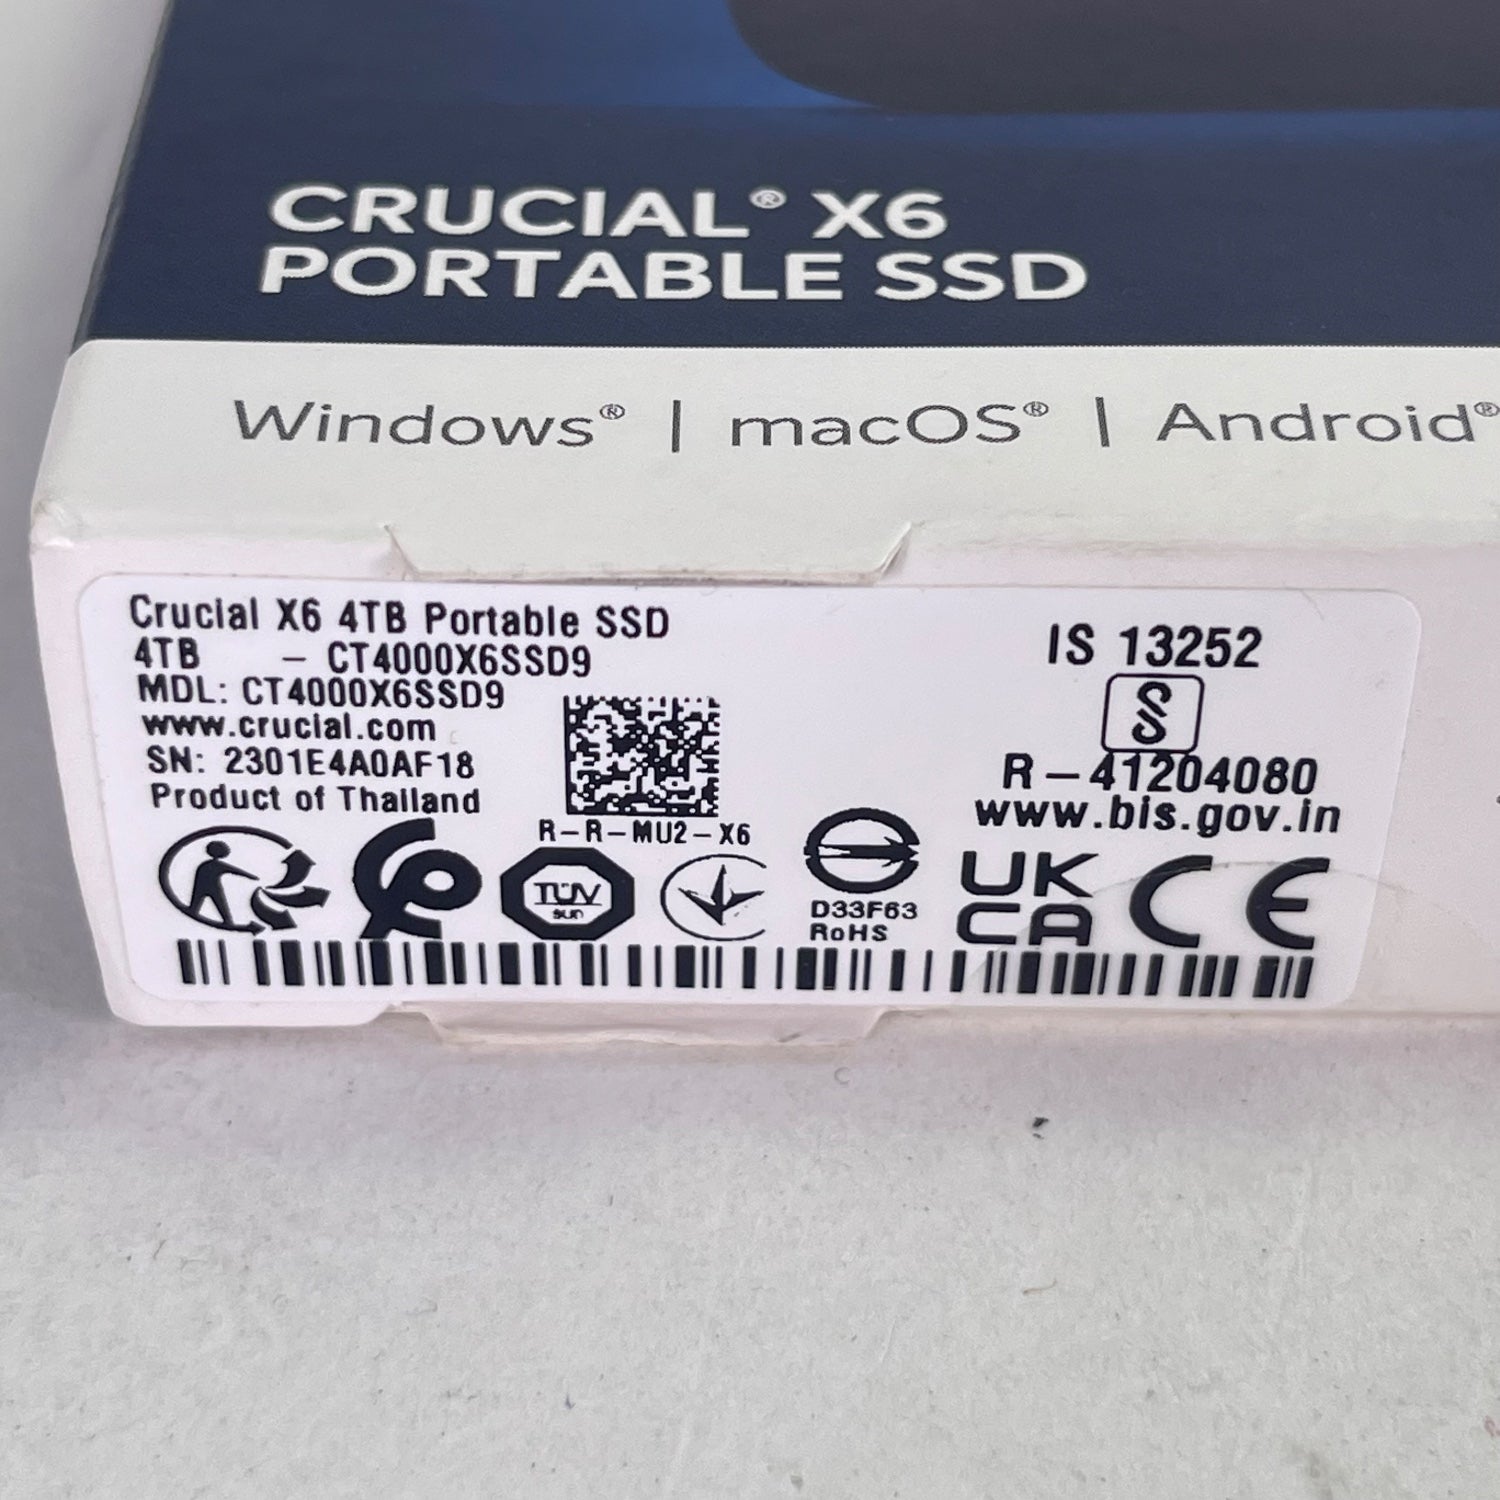 CRUCIAL® X6
PORTABLE SSD
Windows® | macOS® | Android®
Crucial X6 4TB Portable SSD
4TB – CT4000X6SSD9
MDL: CT4000X6SSD9
www.crucial.com
SN: 2301E4A0AF18
Product of Thailand
R-R-MU2-X6
IS 13252
R-41204080
www.bis.gov.in
TÜV
D33F63
RoHS
UK
CA
CE